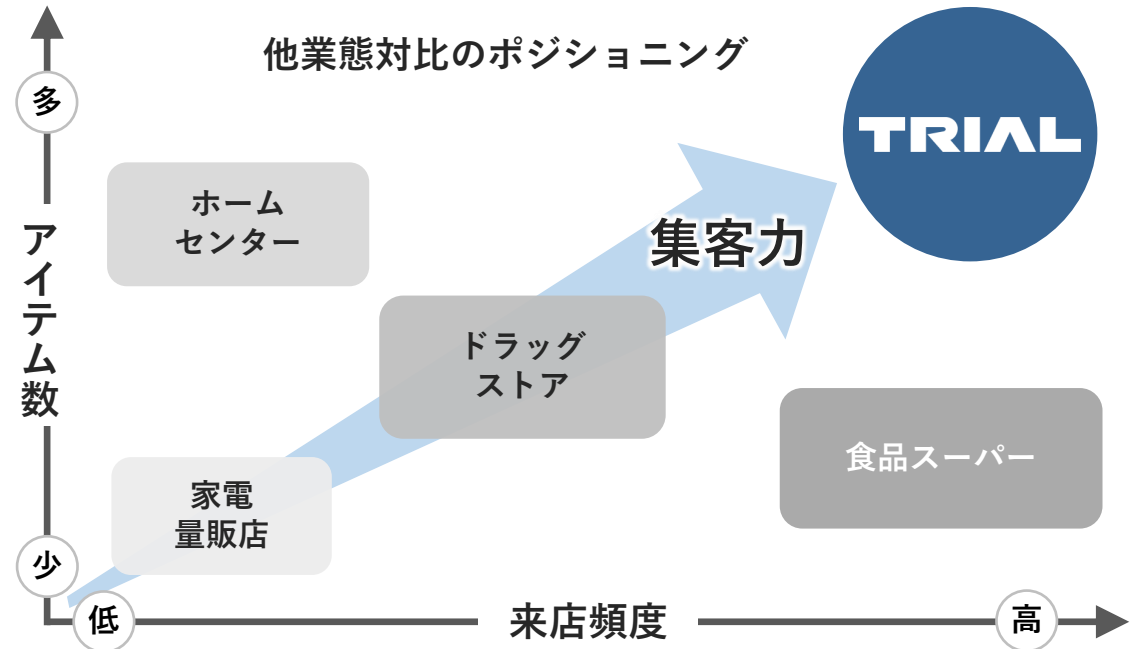 他業態対比のポジショニング
多
TRIAL
ホーム
センター
集客力
アイテム数
ドラッグ
ストア
食品スーパー
家電
量販店
少
低
来店頻度
高